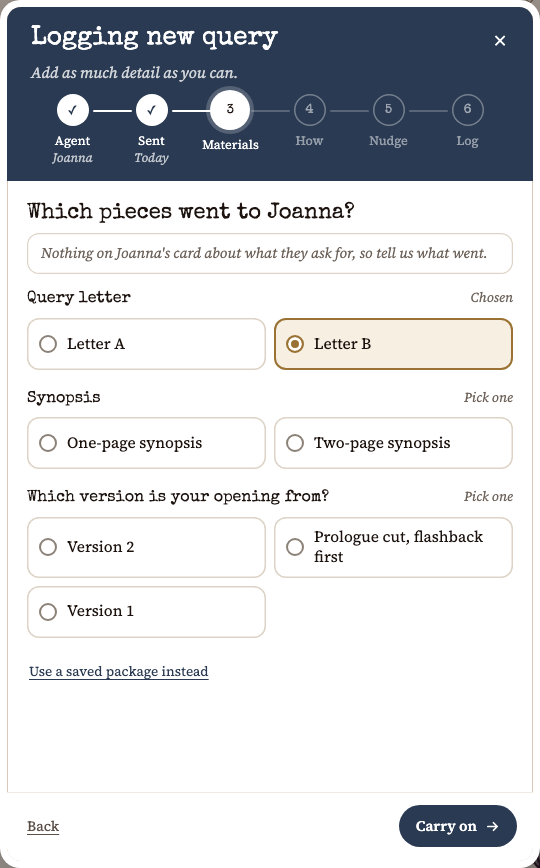 Logging new query
Add as much detail as you can.
✓ ✓ 3 4 5 6
Agent Sent Materials How Nudge Log
Joanna Today
Which pieces went to Joanna?
Nothing on Joanna's card about what they ask for, so tell us what went.
Query letter Chosen
Letter A Letter B
Synopsis Pick one
One-page synopsis Two-page synopsis
Which version is your opening from? Pick one
Version 2 Prologue cut, flashback
first
Version 1
Use a saved package instead
Back Carry on →